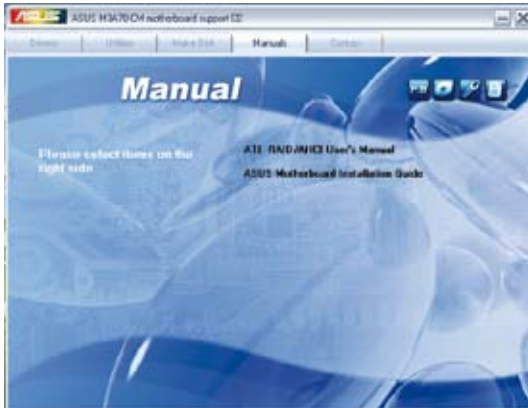 ASUS M3A78-CM motherboard support CD
Drivers Utilities Make Disk Manuals Contact
Manual
Please select items on the
right side
ATI RAID/AHCI User's Manual
ASUS Motherboard Installation Guide